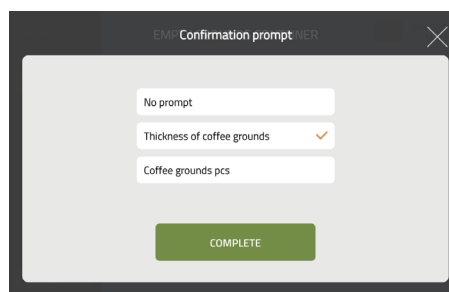 Confirmation prompt
No prompt
Thickness of coffee grounds
Coffee grounds pcs
COMPLETE